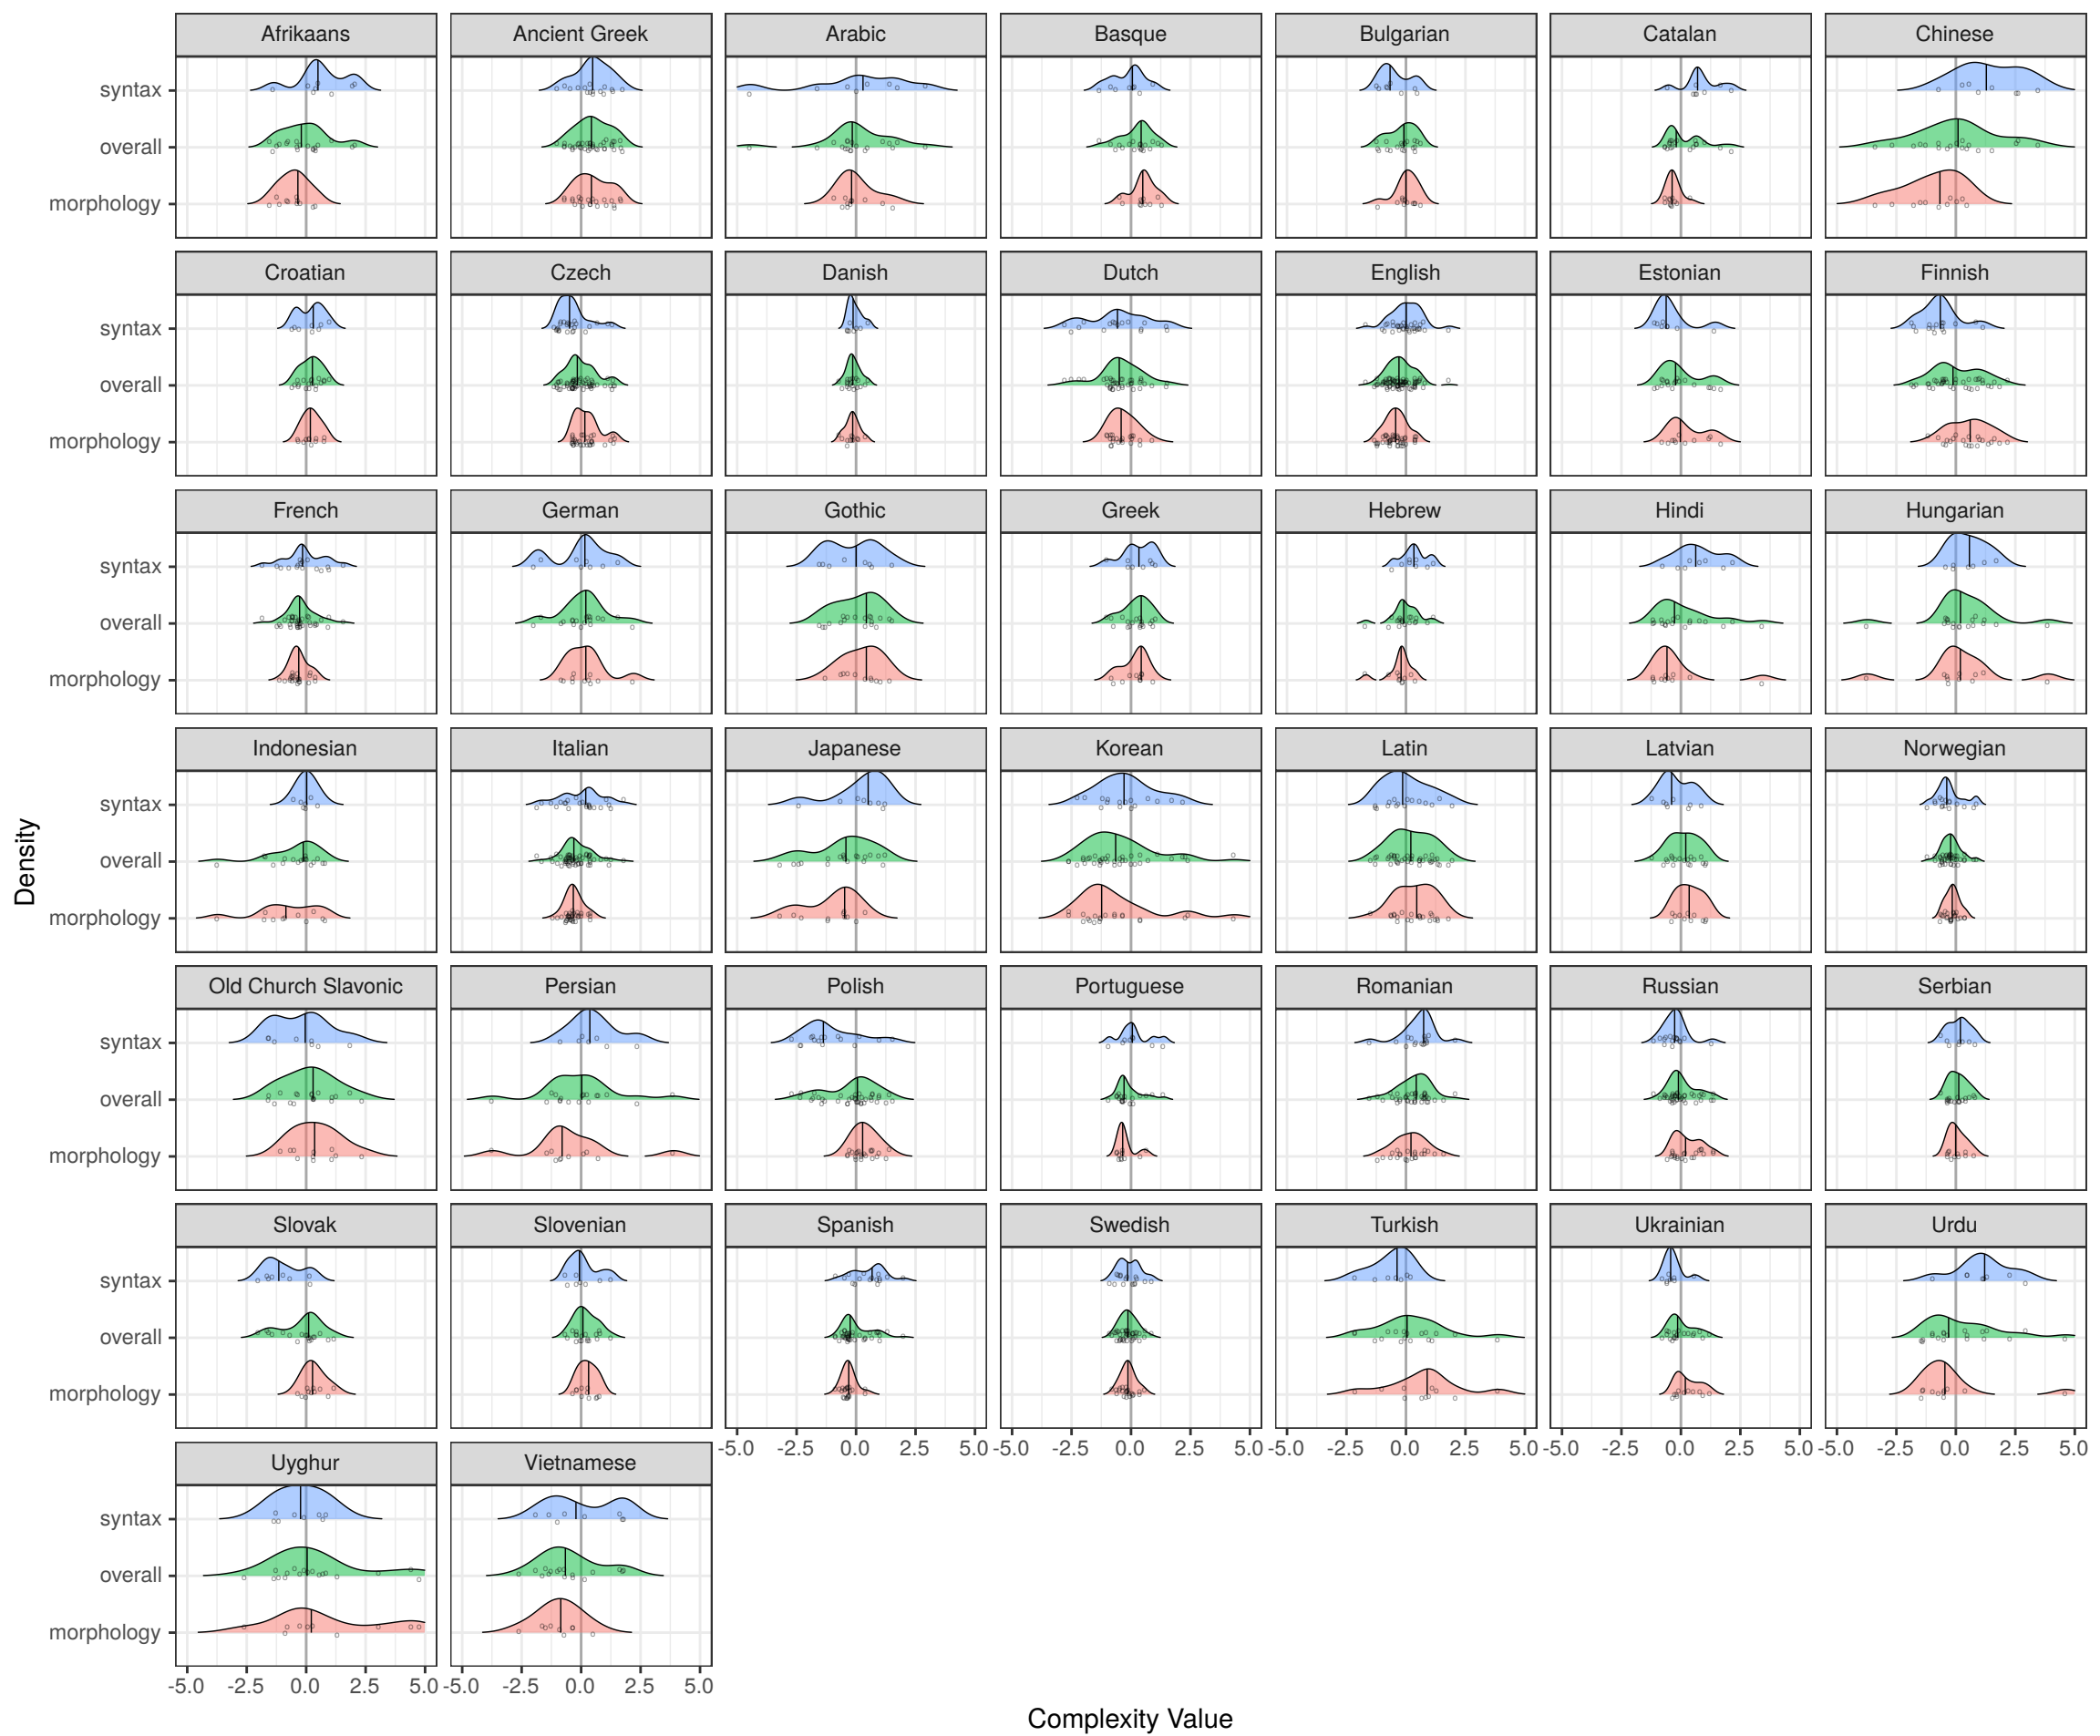 Afrikaans Ancient Greek Arabic Basque Bulgarian Catalan Chinese
syntax
overall
morphology
Croatian Czech Danish Dutch English Estonian Finnish
syntax
overall
morphology
French German Gothic Greek Hebrew Hindi Hungarian
syntax
overall
morphology
Indonesian Italian Japanese Korean Latin Latvian Norwegian
syntax
overall
morphology
Old Church Slavonic Persian Polish Portuguese Romanian Russian Serbian
syntax
overall
morphology
Slovak Slovenian Spanish Swedish Turkish Ukrainian Urdu
syntax
overall
morphology
-5.0 -2.5 0.0 2.5 5.0 -5.0 -2.5 0.0 2.5 5.0 -5.0 -2.5 0.0 2.5 5.0 -5.0 -2.5 0.0 2.5 5.0 -5.0 -2.5 0.0 2.5 5.0
Uyghur Vietnamese
syntax
overall
morphology
-5.0 -2.5 0.0 2.5 5.0 -5.0 -2.5 0.0 2.5 5.0
Density
Complexity Value